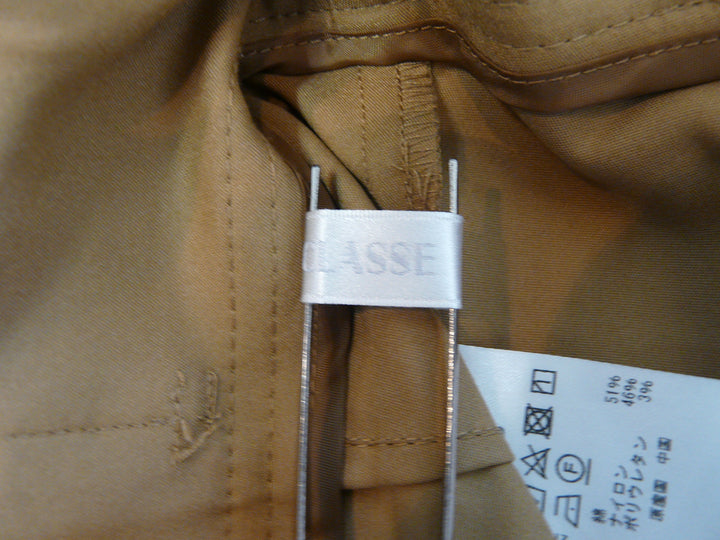 CLASSE
綿 51%
ナイロン 46%
ポリウレタン 3%
原産国 中国
F